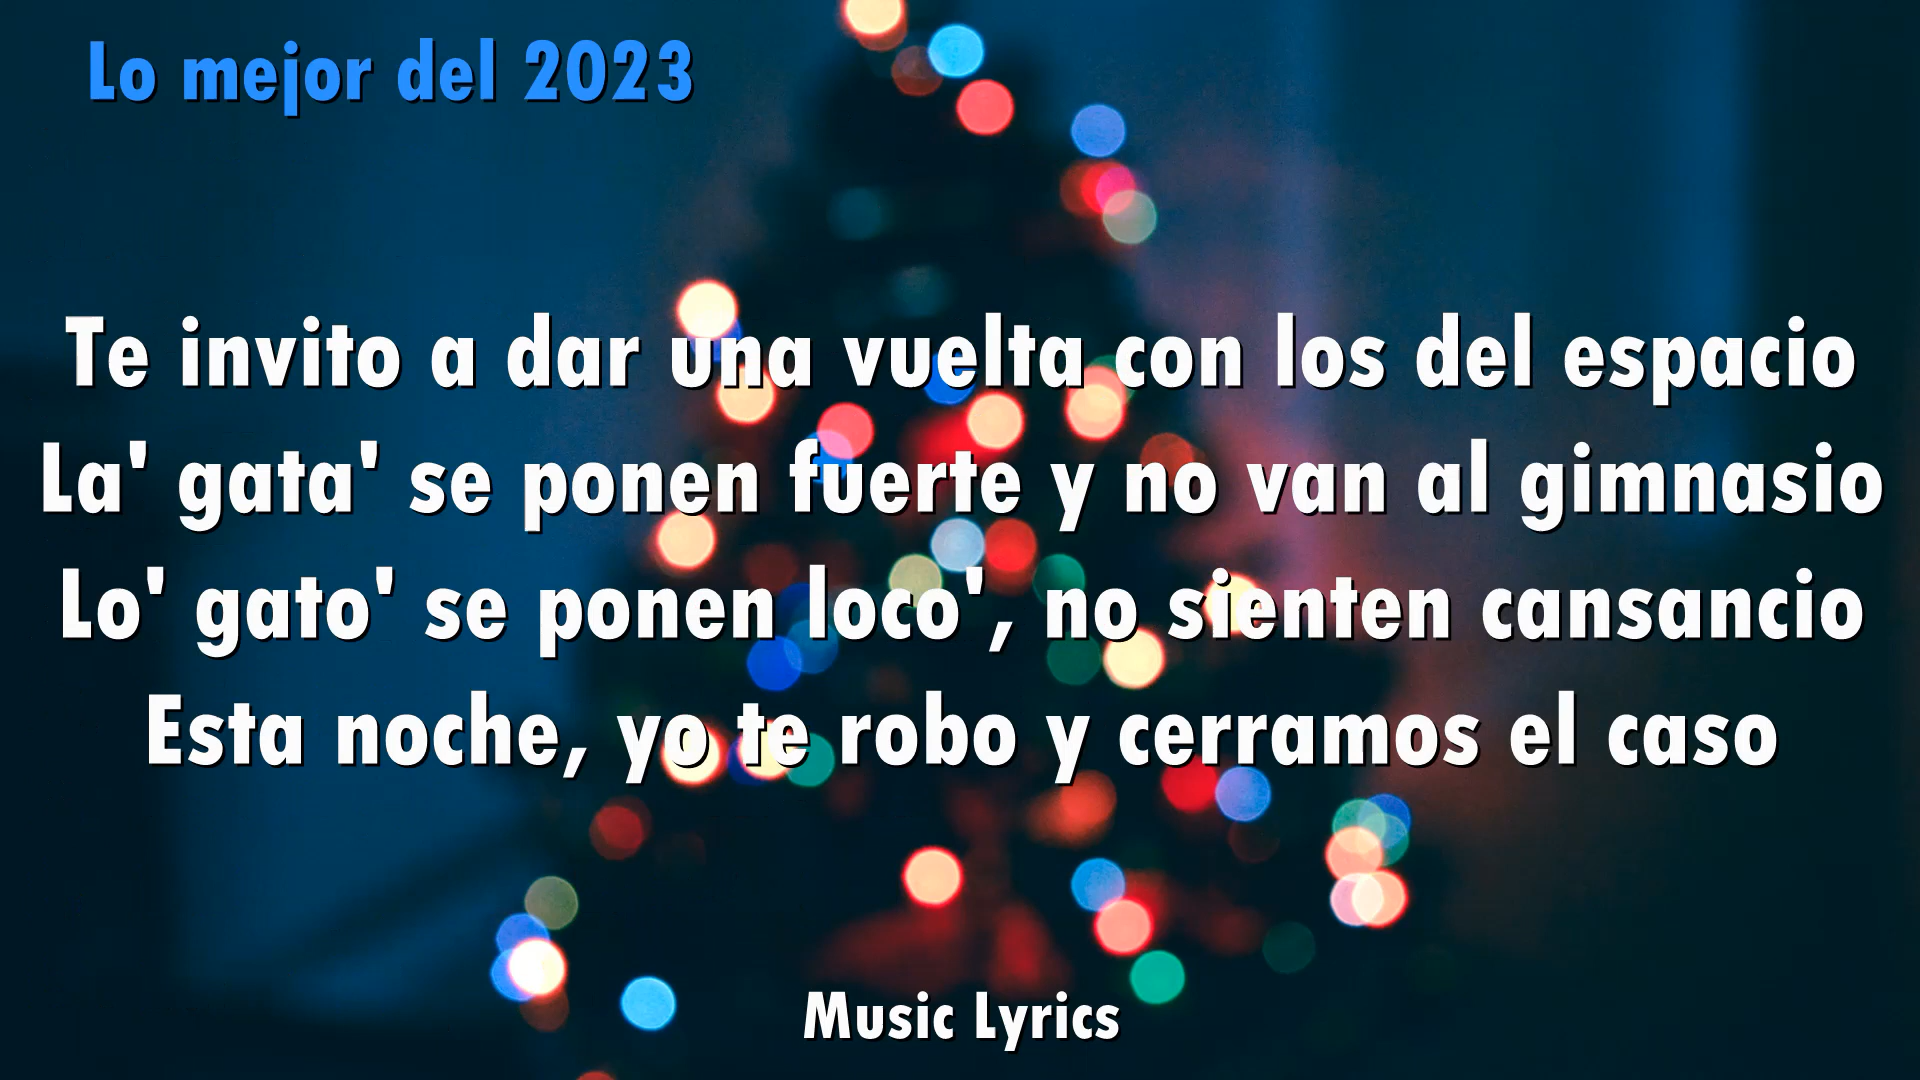 Lo mejor del 2023
Te invito a dar una vuelta con los del espacio
La' gata' se ponen fuerte y no van al gimnasio
Lo' gato' se ponen loco', no sienten cansancio
Esta noche, yo te robo y cerramos el caso
Music Lyrics